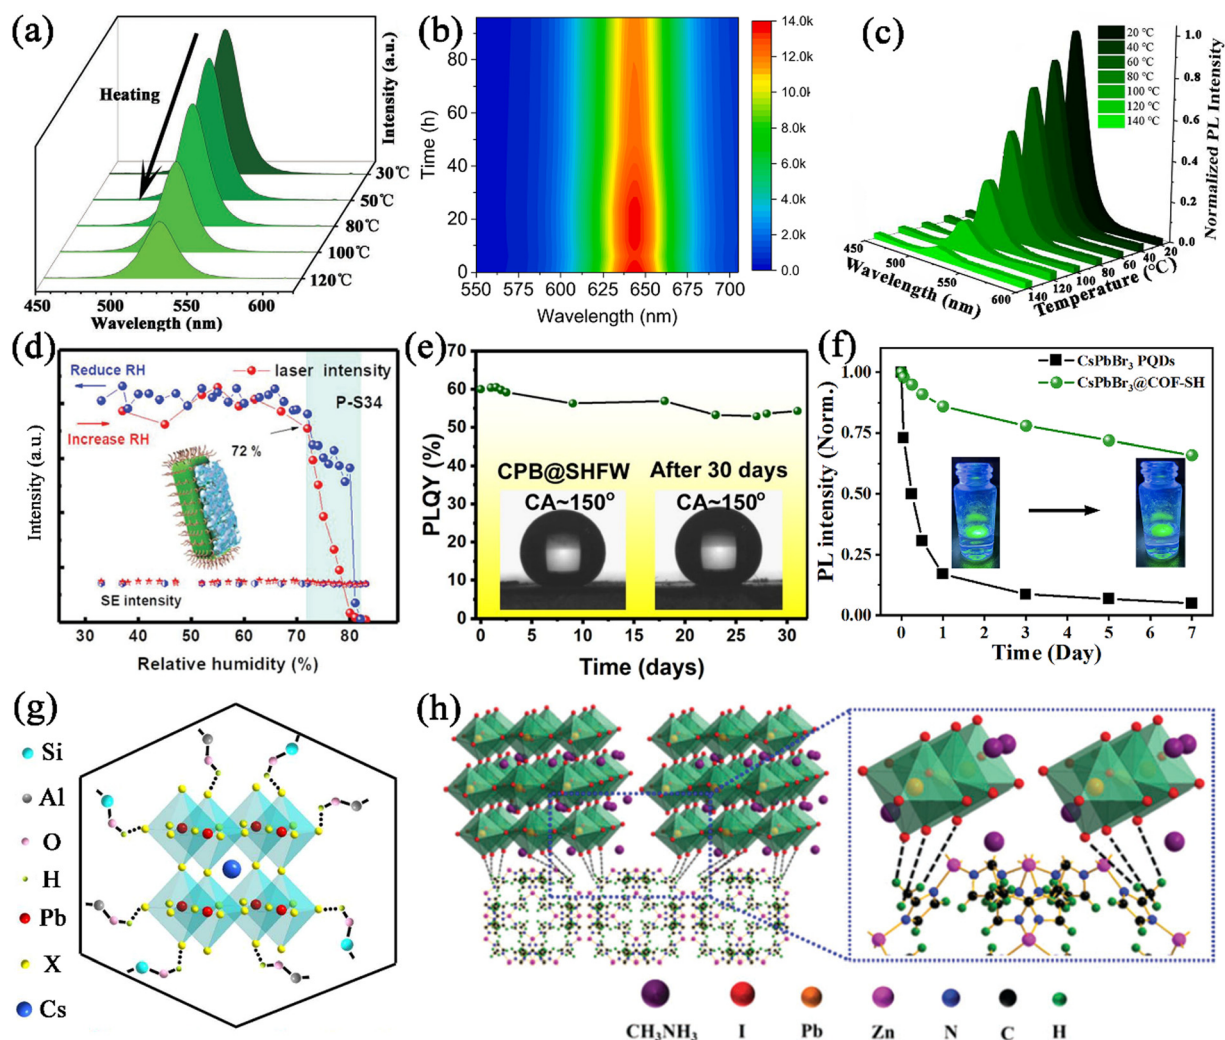 (a)
Heating
Intensity (a.u.)
30℃
50℃
80℃
100℃
120℃
450
500
550
600
Wavelength (nm)
(b)
Time (h)
80
60
40
20
0
550
575
600
625
650
675
700
Wavelength (nm)
14.0k
12.0k
10.0k
8.0k
6.0k
4.0k
2.0k
0.0
(c)
20 ℃
40 ℃
60 ℃
80 ℃
100 ℃
120 ℃
140 ℃
Normalized PL Intensity
1.0
0.8
0.6
0.4
0.2
0.0
450
500
550
600
Wavelength (nm)
140
120
100
80
60
40
20
Temperature (℃)
(d)
Reduce RH
laser intensity
P-S34
Increase RH
72 %
SE intensity
Intensity (a.u.)
30
40
50
60
70
80
Relative humidity (%)
(e)
PLQY (%)
70
60
50
40
30
20
10
0
CPB@SHFW
CA~150°
After 30 days
CA~150°
0
5
10
15
20
25
30
Time (days)
(f)
CsPbBr₃ PQDs
CsPbBr₃@COF-SH
PL intensity (Norm.)
1.00
0.75
0.50
0.25
0.00
0
1
2
3
4
5
6
7
Time (Day)
(g)
Si
Al
O
H
Pb
X
Cs
(h)
CH₃NH₃
I
Pb
Zn
N
C
H